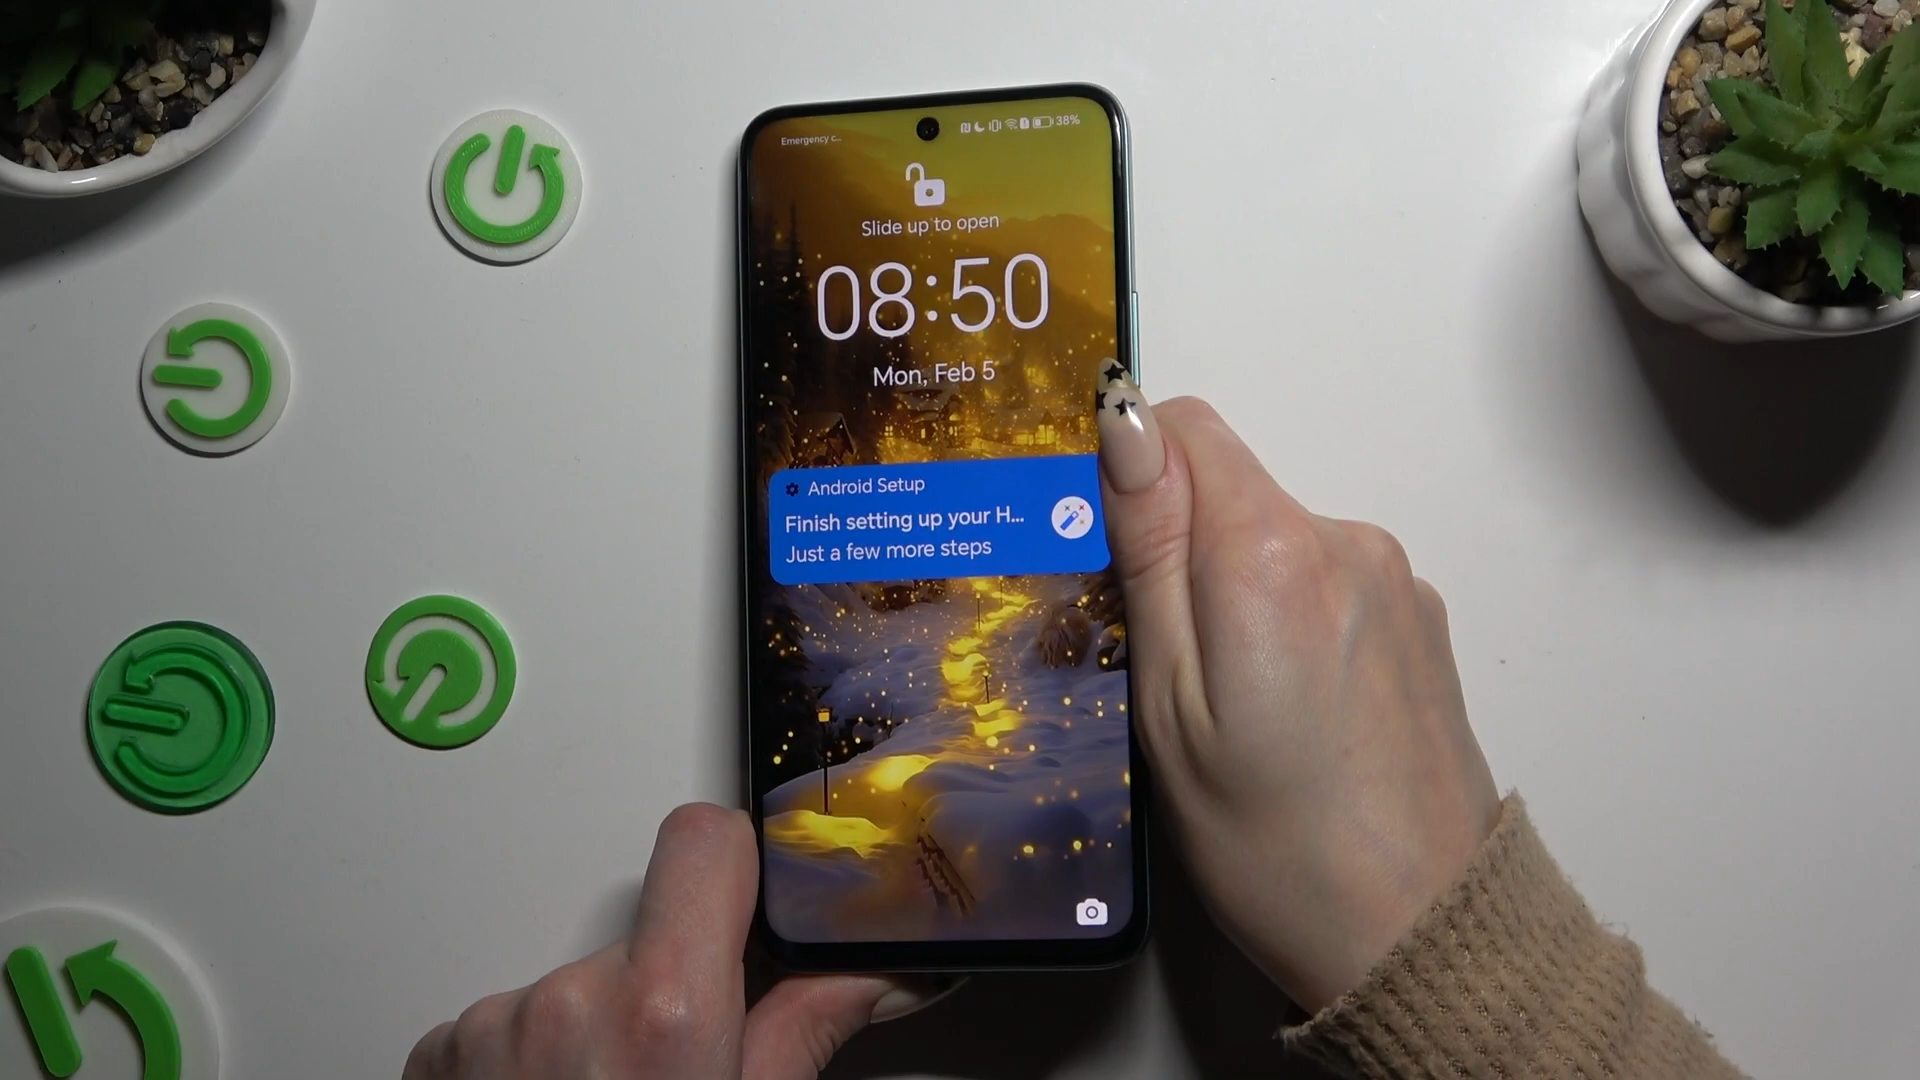 Emergency c...
38%
Slide up to open
08:50
Mon, Feb 5
Android Setup
Finish setting up your H...
Just a few more steps